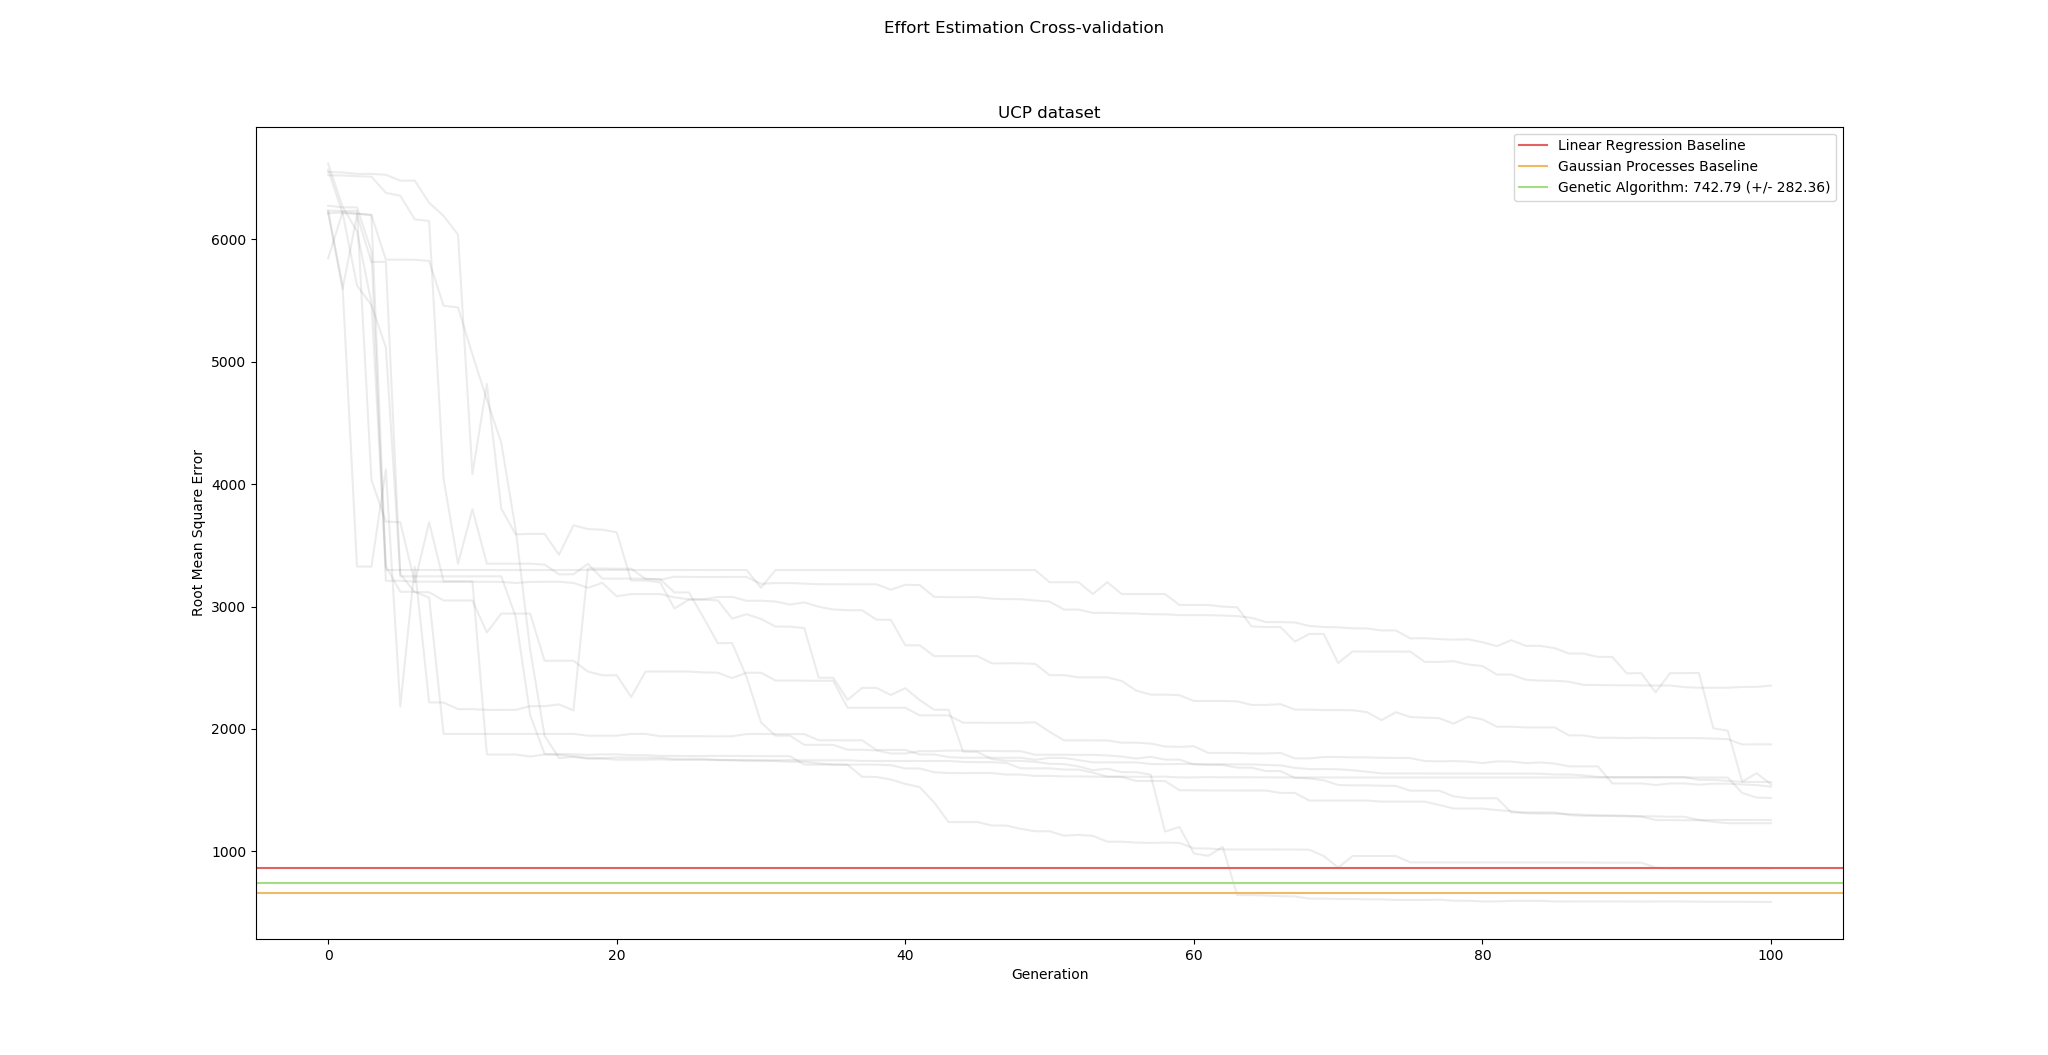 Effort Estimation Cross-validation
UCP dataset
Linear Regression Baseline
Gaussian Processes Baseline
Genetic Algorithm: 742.79 (+/- 282.36)
Root Mean Square Error
6000
5000
4000
3000
2000
1000
0 20 40 60 80 100
Generation